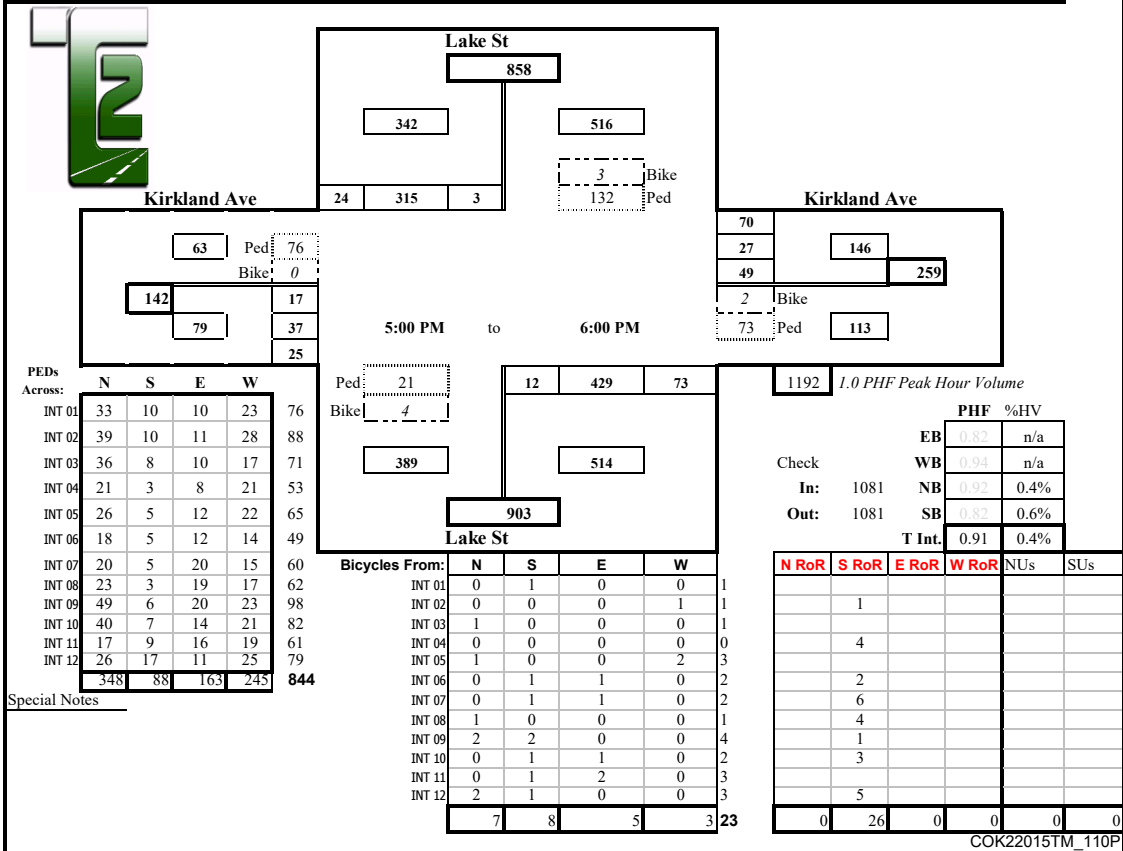 T2
Lake St
858
342 516
3 Bike
132 Ped
Kirkland Ave 24 315 3 Kirkland Ave
70
63 Ped 76 27 146
Bike 0 49 259
142 17 2 Bike
79 37 5:00 PM to 6:00 PM 73 Ped 113
25
PEDs
Across: N S E W Ped 21 12 429 73 1192 1.0 PHF Peak Hour Volume
INT 01 33 10 10 23 76 Bike 4 PHF %HV
INT 02 39 10 11 28 88 EB 0.82 n/a
INT 03 36 8 10 17 71 389 514 Check WB 0.94 n/a
INT 04 21 3 8 21 53 In: 1081 NB 0.92 0.4%
INT 05 26 5 12 22 65 903 Out: 1081 SB 0.82 0.6%
INT 06 18 5 12 14 49 Lake St T Int. 0.91 0.4%
INT 07 20 5 20 15 60 Bicycles From: N S E W N RoR S RoR E RoR W RoR NUs SUs
INT 08 23 3 19 17 62 INT 01 0 1 0 0 1
INT 09 49 6 20 23 98 INT 02 0 0 0 1 1 1
INT 10 40 7 14 21 82 INT 03 1 0 0 0 1
INT 11 17 9 16 19 61 INT 04 0 0 0 0 0 4
INT 12 26 17 11 25 79 INT 05 1 0 0 2 3
348 88 163 245 844 INT 06 0 1 1 0 2 2
Special Notes INT 07 0 1 1 0 2 6
INT 08 1 0 0 0 1 4
INT 09 2 2 0 0 4 1
INT 10 0 1 1 0 2 3
INT 11 0 1 2 0 3
INT 12 2 1 0 0 3 5
7 8 5 3 23 0 26 0 0 0 0
COK22015TM_110P